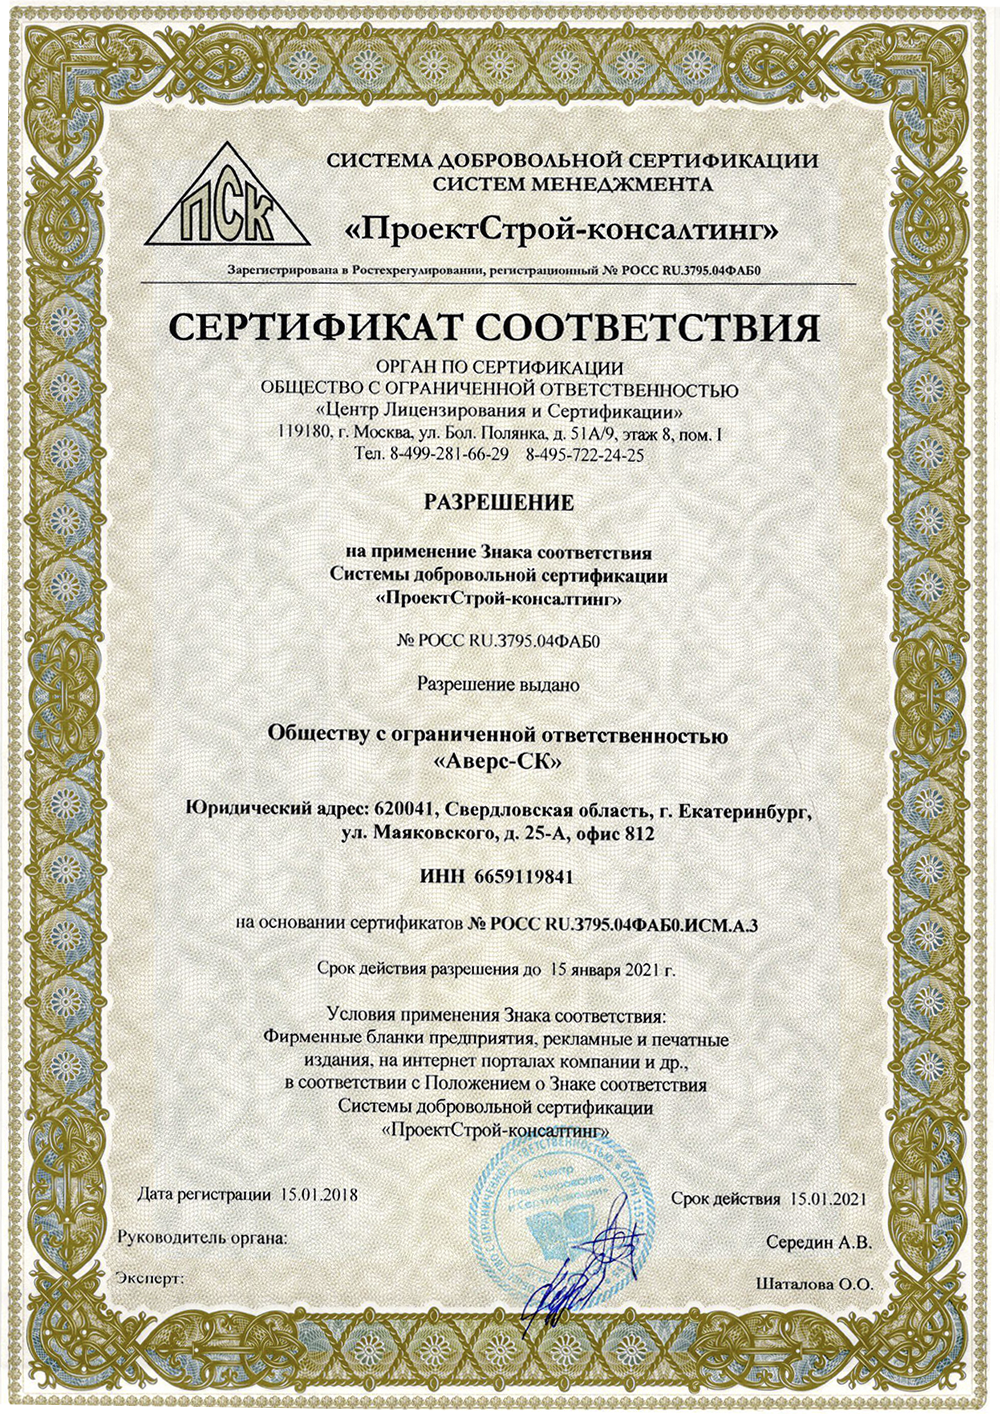 ПСК
СИСТЕМА ДОБРОВОЛЬНОЙ СЕРТИФИКАЦИИ
СИСТЕМ МЕНЕДЖМЕНТА
«ПроектСтрой-консалтинг»
Зарегистрирована в Ростехрегулировании, регистрационный № РОСС RU.3795.04ФАБ0
СЕРТИФИКАТ СООТВЕТСТВИЯ
ОРГАН ПО СЕРТИФИКАЦИИ
ОБЩЕСТВО С ОГРАНИЧЕННОЙ ОТВЕТСТВЕННОСТЬЮ
«Центр Лицензирования и Сертификации»
119180, г. Москва, ул. Бол. Полянка, д. 51А/9, этаж 8, пом. I
Тел. 8-499-281-66-29 8-495-722-24-25
РАЗРЕШЕНИЕ
на применение Знака соответствия
Системы добровольной сертификации
«ПроектСтрой-консалтинг»
№ РОСС RU.3795.04ФАБ0
Разрешение выдано
Обществу с ограниченной ответственностью
«Аверс-СК»
Юридический адрес: 620041, Свердловская область, г. Екатеринбург,
ул. Маяковского, д. 25-А, офис 812
ИНН 6659119841
на основании сертификатов № РОСС RU.3795.04ФАБ0.ИСМ.А.3
Срок действия разрешения до 15 января 2021 г.
Условия применения Знака соответствия:
Фирменные бланки предприятия, рекламные и печатные
издания, на интернет порталах компании и др.,
в соответствии с Положением о Знаке соответствия
Системы добровольной сертификации
«ПроектСтрой-консалтинг»
«Центр
Лицензирования
и Сертификации»
Дата регистрации 15.01.2018
Срок действия 15.01.2021
Руководитель органа:
Середин А.В.
Эксперт:
Шаталова О.О.